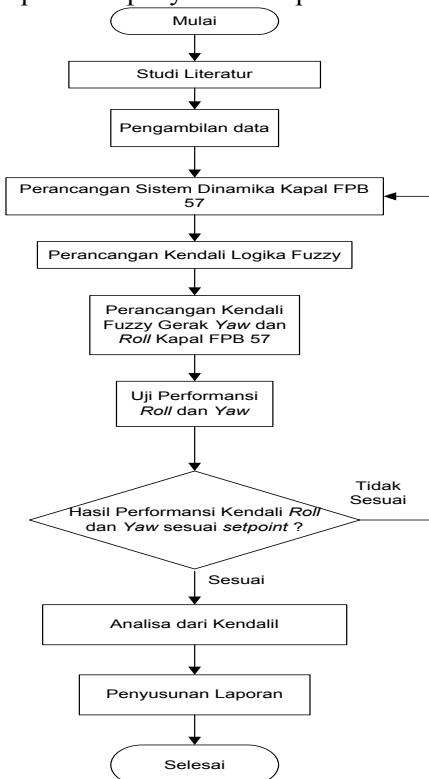 Mulai
Studi Literatur
Pengambilan data
Perancangan Sistem Dinamika Kapal FPB
57
Perancangan Kendali Logika Fuzzy
Perancangan Kendali
Fuzzy Gerak Yaw dan
Roll Kapal FPB 57
Uji Performansi
Roll dan Yaw
Tidak
Sesuai
Hasil Performansi Kendali Roll
dan Yaw sesuai setpoint ?
Sesuai
Analisa dari Kendalil
Penyusunan Laporan
Selesai